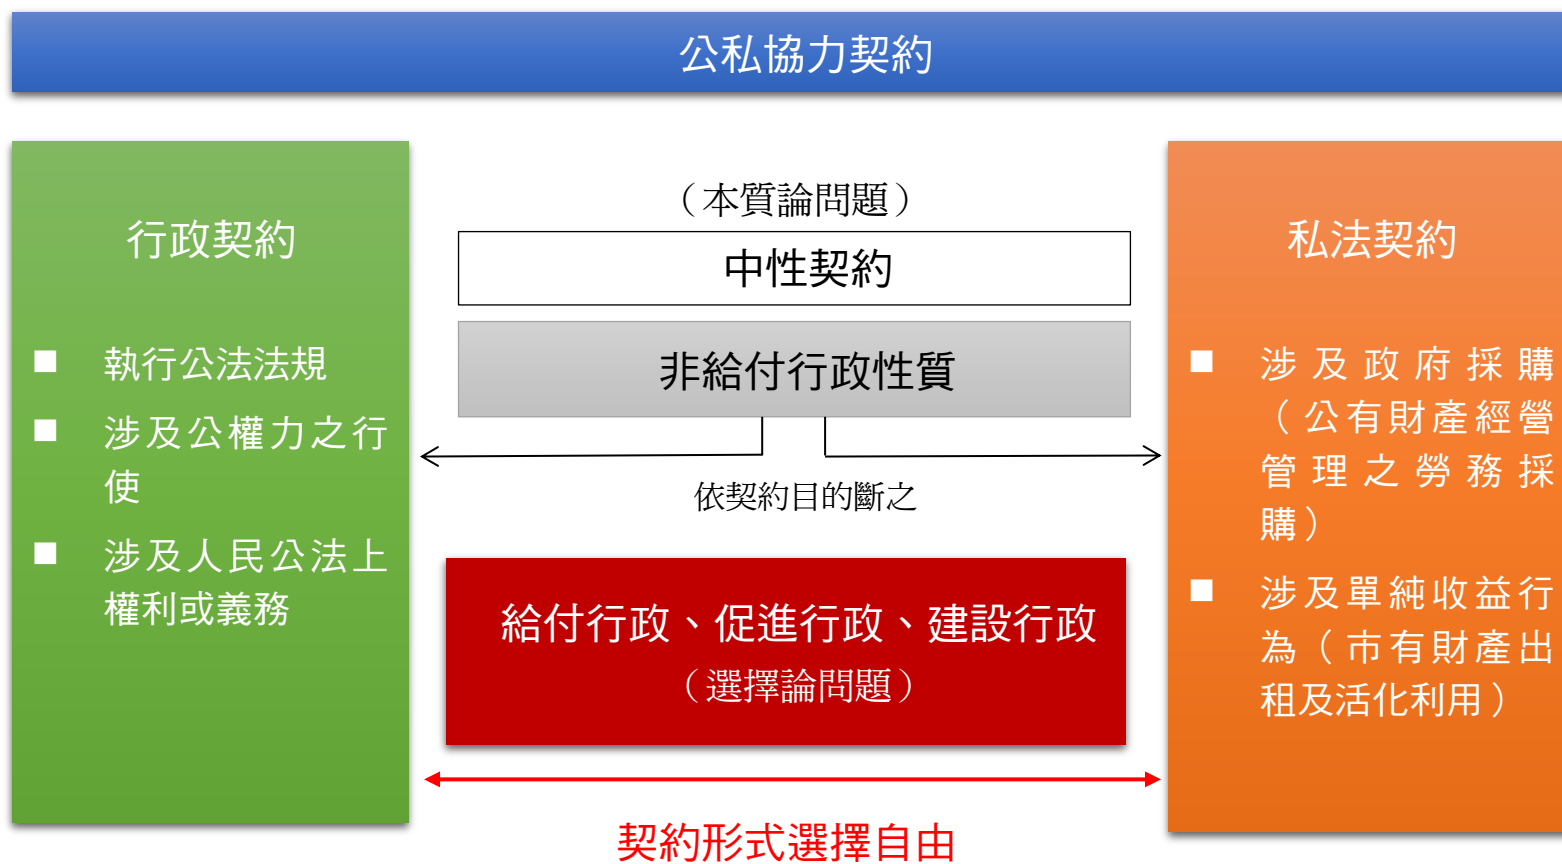 公私協力契約
行政契約
■ 執行公法法規
■ 涉及公權力之行
使
■ 涉及人民公法上
權利或義務
（本質論問題）
中性契約
非給付行政性質
依契約目的斷之
給付行政、促進行政、建設行政
（選擇論問題）
契約形式選擇自由
私法契約
■ 涉及政府採購
（公有財產經營
管理之勞務採
購）
■ 涉及單純收益行
為（市有財產出
租及活化利用）